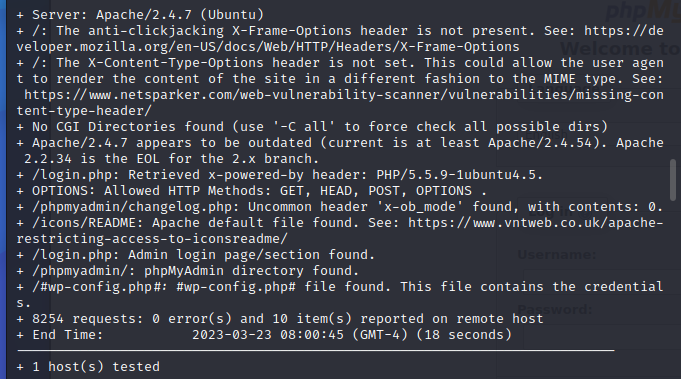 + Server: Apache/2.4.7 (Ubuntu)
+ /: The anti-clickjacking X-Frame-Options header is not present. See: https://de
veloper.mozilla.org/en-US/docs/Web/HTTP/Headers/X-Frame-Options
+ /: The X-Content-Type-Options header is not set. This could allow the user agen
t to render the content of the site in a different fashion to the MIME type. See:
https://www.netsparker.com/web-vulnerability-scanner/vulnerabilities/missing-con
tent-type-header/
+ No CGI Directories found (use '-C all' to force check all possible dirs)
+ Apache/2.4.7 appears to be outdated (current is at least Apache/2.4.54). Apache
2.2.34 is the EOL for the 2.x branch.
+ /login.php: Retrieved x-powered-by header: PHP/5.5.9-1ubuntu4.5.
+ OPTIONS: Allowed HTTP Methods: GET, HEAD, POST, OPTIONS .
+ /phpmyadmin/changelog.php: Uncommon header 'x-ob_mode' found, with contents: 0.
+ /icons/README: Apache default file found. See: https://www.vntweb.co.uk/apache-
restricting-access-to-iconsreadme/
+ /login.php: Admin login page/section found.
+ /phpmyadmin/: phpMyAdmin directory found.
+ /#wp-config.php#: #wp-config.php# file found. This file contains the credential
s.
+ 8254 requests: 0 error(s) and 10 item(s) reported on remote host
+ End Time: 2023-03-23 08:00:45 (GMT-4) (18 seconds)
+ 1 host(s) tested
phpM
Welcome to
Username:
Password: